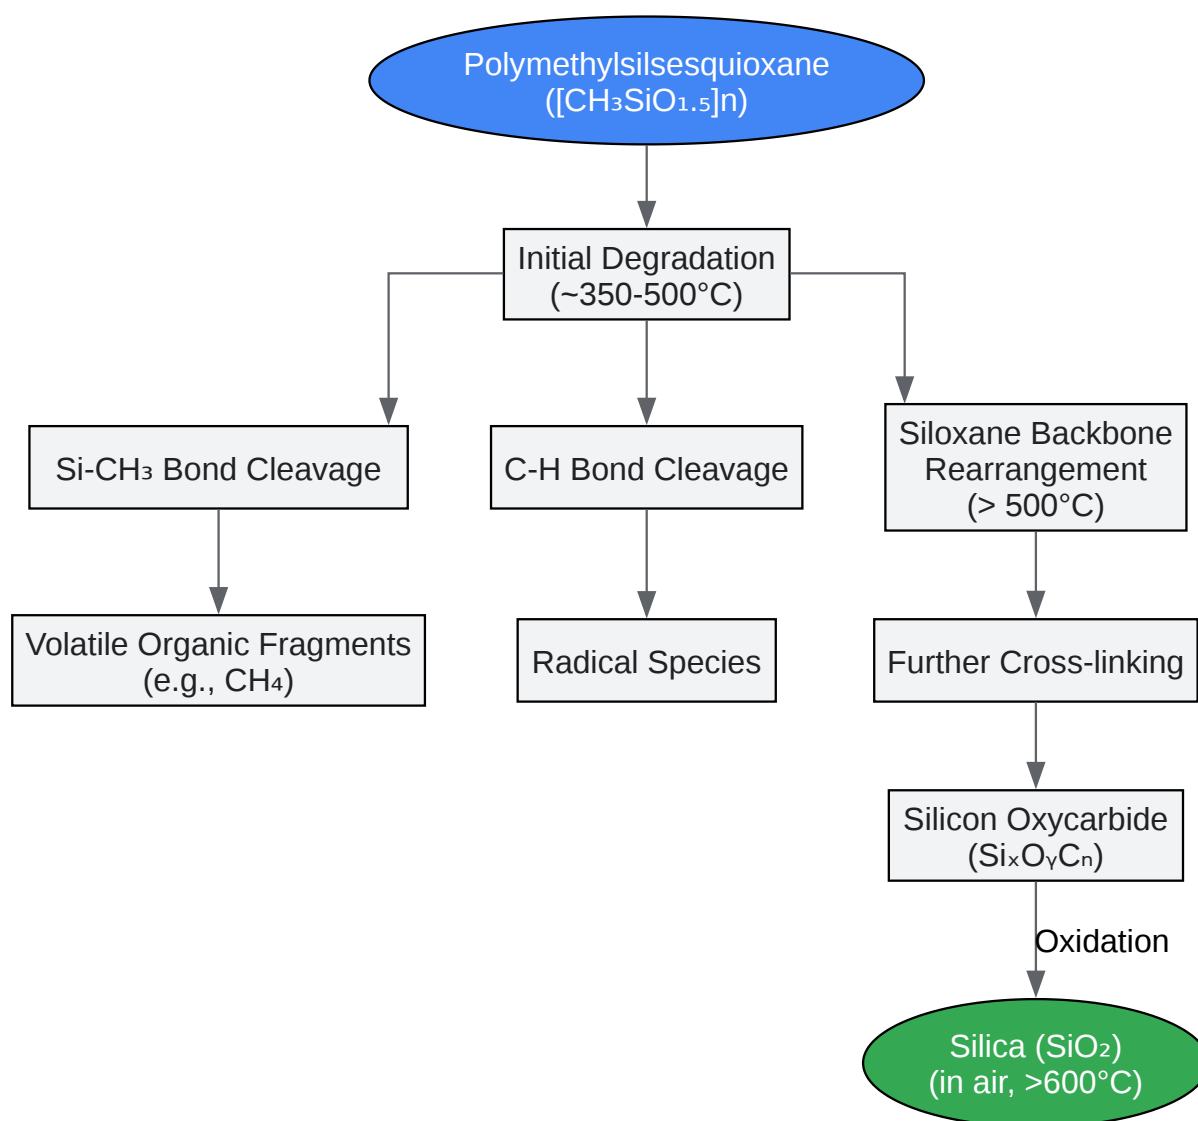 Polymethylsilsesquioxane
([CH₃SiO₁.₅]n)
Initial Degradation
(~350-500°C)
Si-CH₃ Bond Cleavage
C-H Bond Cleavage
Siloxane Backbone
Rearrangement
(> 500°C)
Volatile Organic Fragments
(e.g., CH₄)
Radical Species
Further Cross-linking
Silicon Oxycarbide
(SiₓOᵧCₙ)
Oxidation
Silica (SiO₂)
(in air, >600°C)